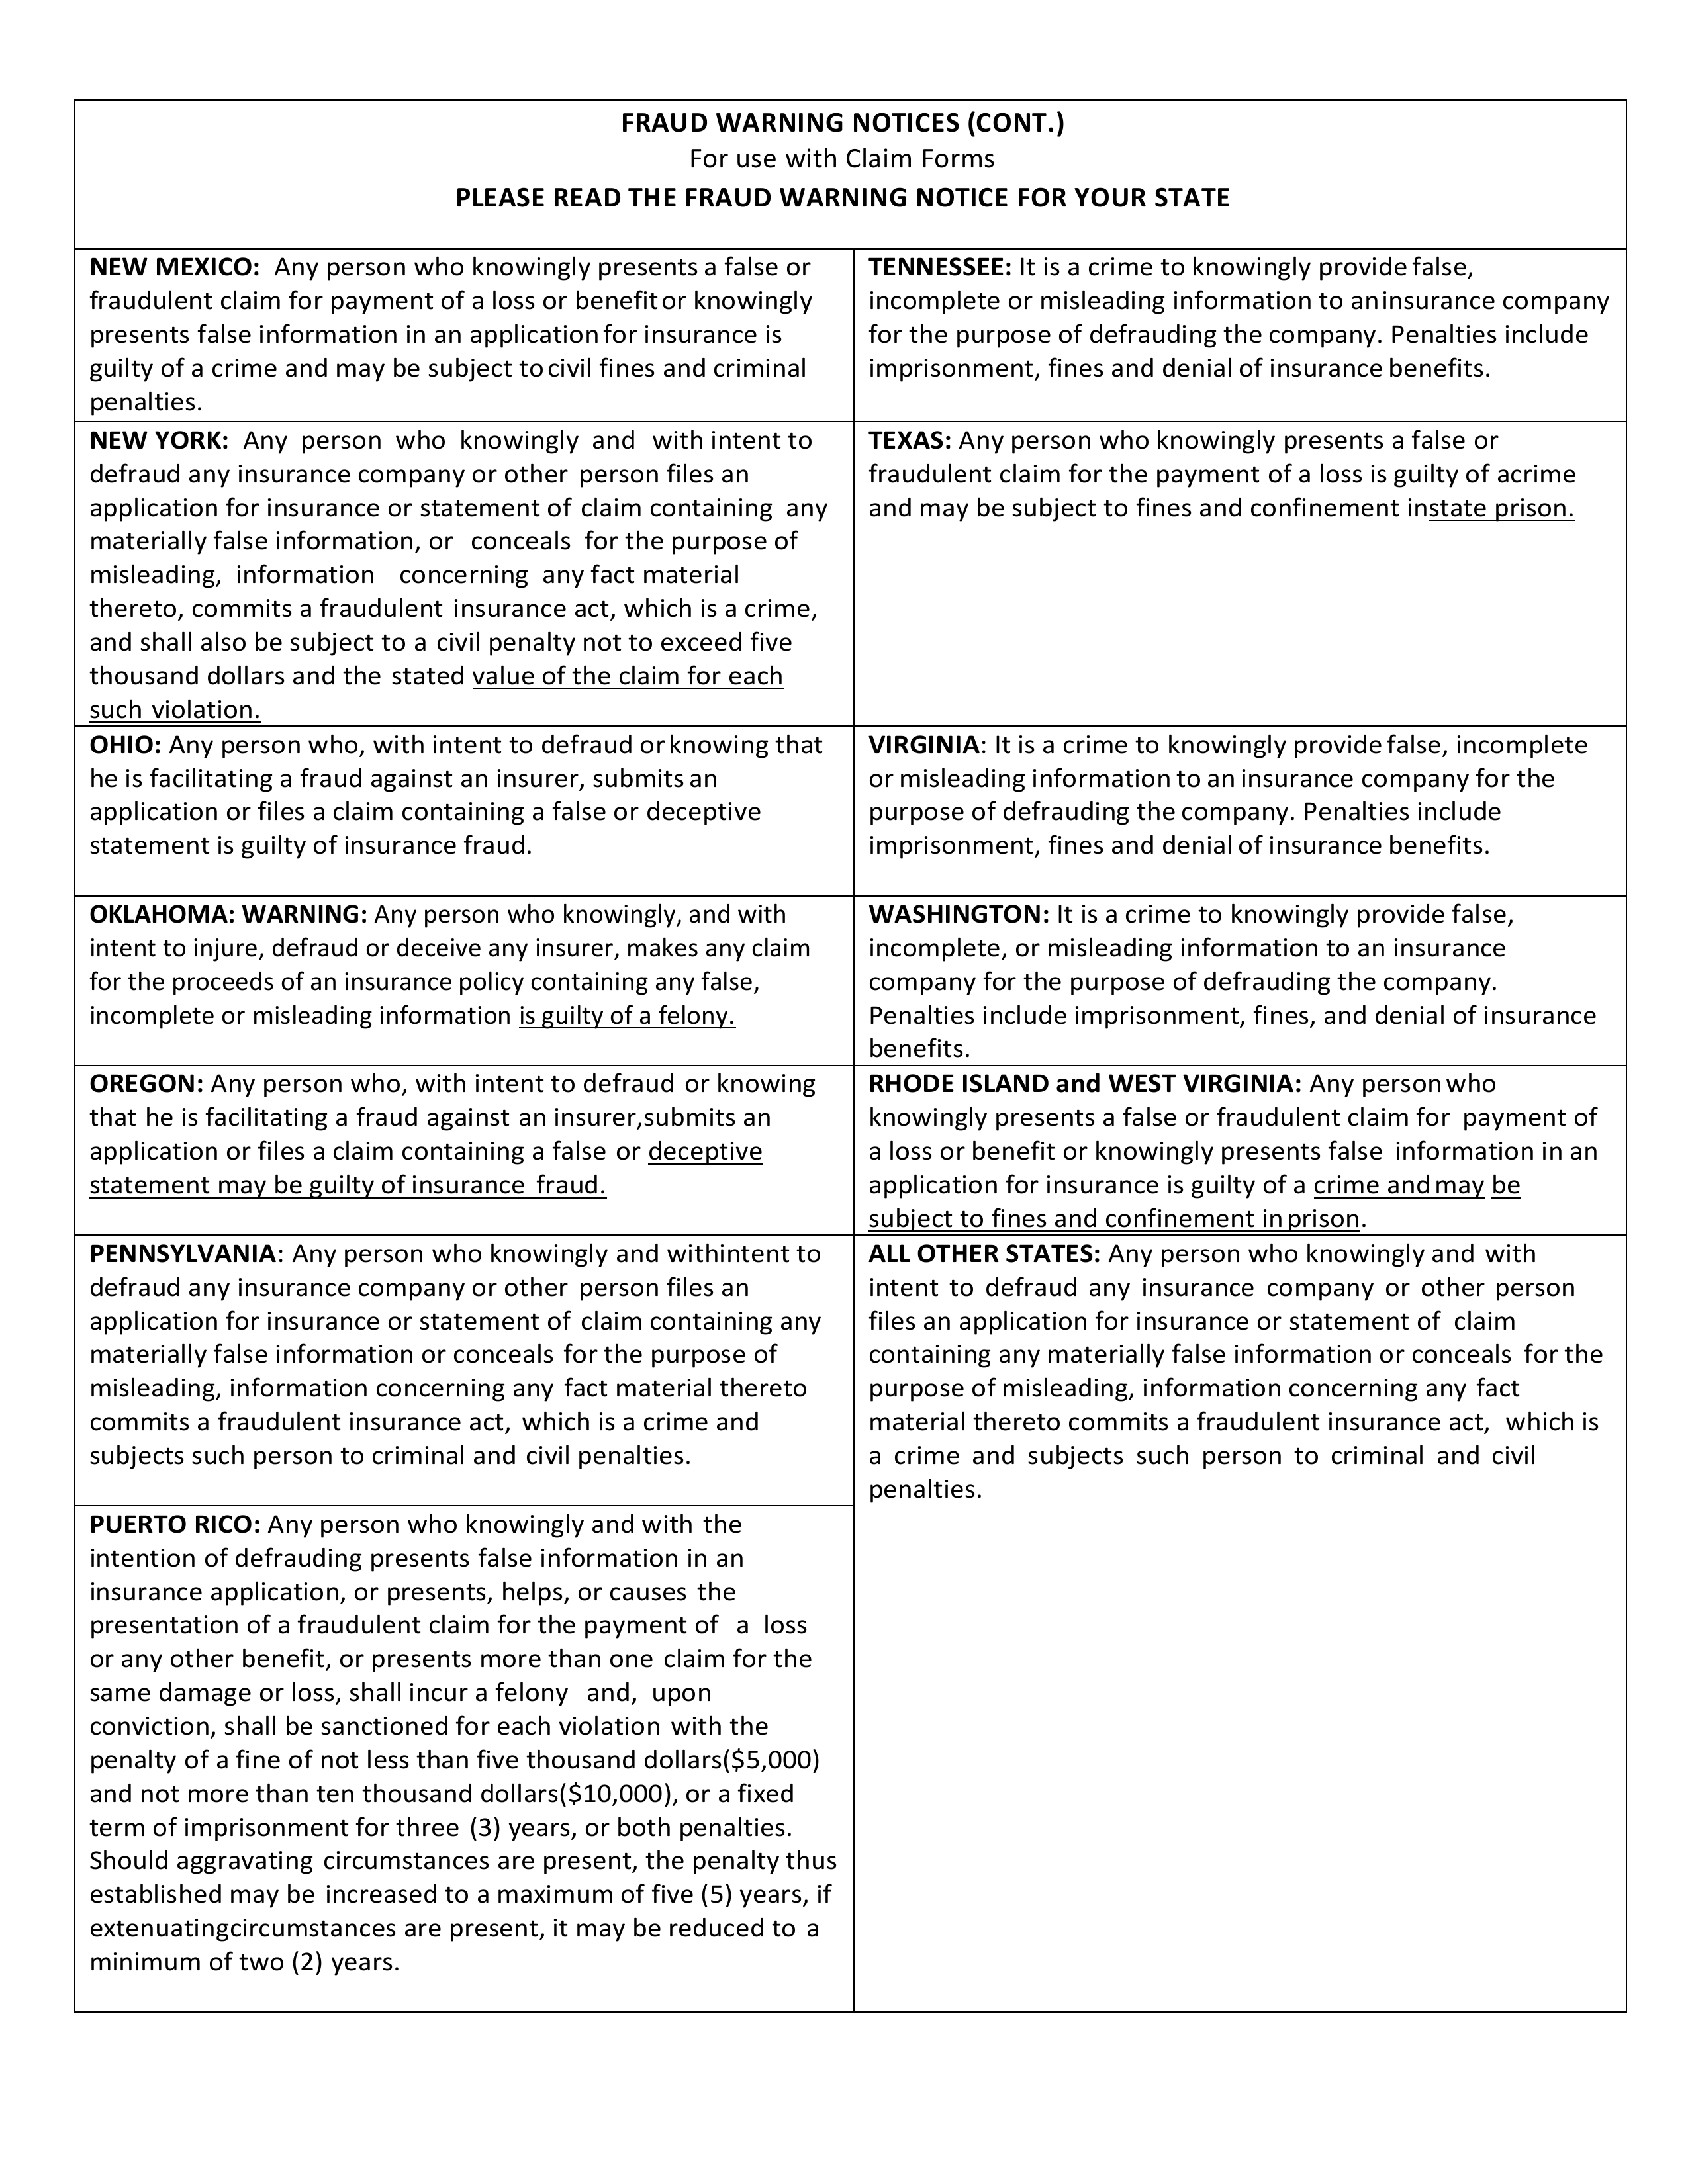 FRAUD WARNING NOTICES (CONT.)
For use with Claim Forms
PLEASE READ THE FRAUD WARNING NOTICE FOR YOUR STATE
NEW MEXICO: Any person who knowingly presents a false or
fraudulent claim for payment of a loss or benefit or knowingly
presents false information in an application for insurance is
guilty of a crime and may be subject to civil fines and criminal
penalties.
TENNESSEE: It is a crime to knowingly provide false,
incomplete or misleading information to aninsurance company
for the purpose of defrauding the company. Penalties include
imprisonment, fines and denial of insurance benefits.
NEW YORK: Any person who knowingly and with intent to
defraud any insurance company or other person files an
application for insurance or statement of claim containing any
materially false information, or conceals for the purpose of
misleading, information concerning any fact material
thereto, commits a fraudulent insurance act, which is a crime,
and shall also be subject to a civil penalty not to exceed five
thousand dollars and the stated value of the claim for each
such violation.
TEXAS: Any person who knowingly presents a false or
fraudulent claim for the payment of a loss is guilty of acrime
and may be subject to fines and confinement instate prison.
OHIO: Any person who, with intent to defraud or knowing that
he is facilitating a fraud against an insurer, submits an
application or files a claim containing a false or deceptive
statement is guilty of insurance fraud.
VIRGINIA: It is a crime to knowingly provide false, incomplete
or misleading information to an insurance company for the
purpose of defrauding the company. Penalties include
imprisonment, fines and denial of insurance benefits.
OKLAHOMA: WARNING: Any person who knowingly, and with
intent to injure, defraud or deceive any insurer, makes any claim
for the proceeds of an insurance policy containing any false,
incomplete or misleading information is guilty of a felony.
WASHINGTON: It is a crime to knowingly provide false,
incomplete, or misleading information to an insurance
company for the purpose of defrauding the company.
Penalties include imprisonment, fines, and denial of insurance
benefits.
OREGON: Any person who, with intent to defraud or knowing
that he is facilitating a fraud against an insurer,submits an
application or files a claim containing a false or deceptive
statement may be guilty of insurance fraud.
RHODE ISLAND and WEST VIRGINIA: Any person who
knowingly presents a false or fraudulent claim for payment of
a loss or benefit or knowingly presents false information in an
application for insurance is guilty of a crime and may be
subject to fines and confinement in prison.
PENNSYLVANIA: Any person who knowingly and withintent to
defraud any insurance company or other person files an
application for insurance or statement of claim containing any
materially false information or conceals for the purpose of
misleading, information concerning any fact material thereto
commits a fraudulent insurance act, which is a crime and
subjects such person to criminal and civil penalties.
ALL OTHER STATES: Any person who knowingly and with
intent to defraud any insurance company or other person
files an application for insurance or statement of claim
containing any materially false information or conceals for the
purpose of misleading, information concerning any fact
material thereto commits a fraudulent insurance act, which is
a crime and subjects such person to criminal and civil
penalties.
PUERTO RICO: Any person who knowingly and with the
intention of defrauding presents false information in an
insurance application, or presents, helps, or causes the
presentation of a fraudulent claim for the payment of a loss
or any other benefit, or presents more than one claim for the
same damage or loss, shall incur a felony and, upon
conviction, shall be sanctioned for each violation with the
penalty of a fine of not less than five thousand dollars($5,000)
and not more than ten thousand dollars($10,000), or a fixed
term of imprisonment for three (3) years, or both penalties.
Should aggravating circumstances are present, the penalty thus
established may be increased to a maximum of five (5) years, if
extenuatingcircumstances are present, it may be reduced to a
minimum of two (2) years.